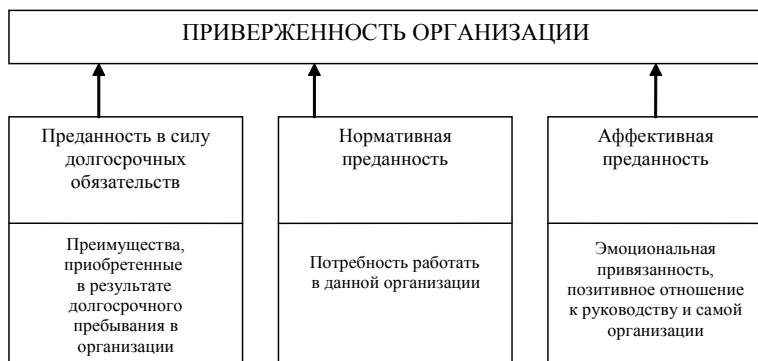 ПРИВЕРЖЕННОСТЬ ОРГАНИЗАЦИИ
Преданность в силу
долгосрочных
обязательств
Преимущества,
приобретенные
в результате
долгосрочного
пребывания в
организации
Нормативная
преданность
Потребность работать
в данной организации
Аффективная
преданность
Эмоциональная
привязанность,
позитивное отношение
к руководству и самой
организации